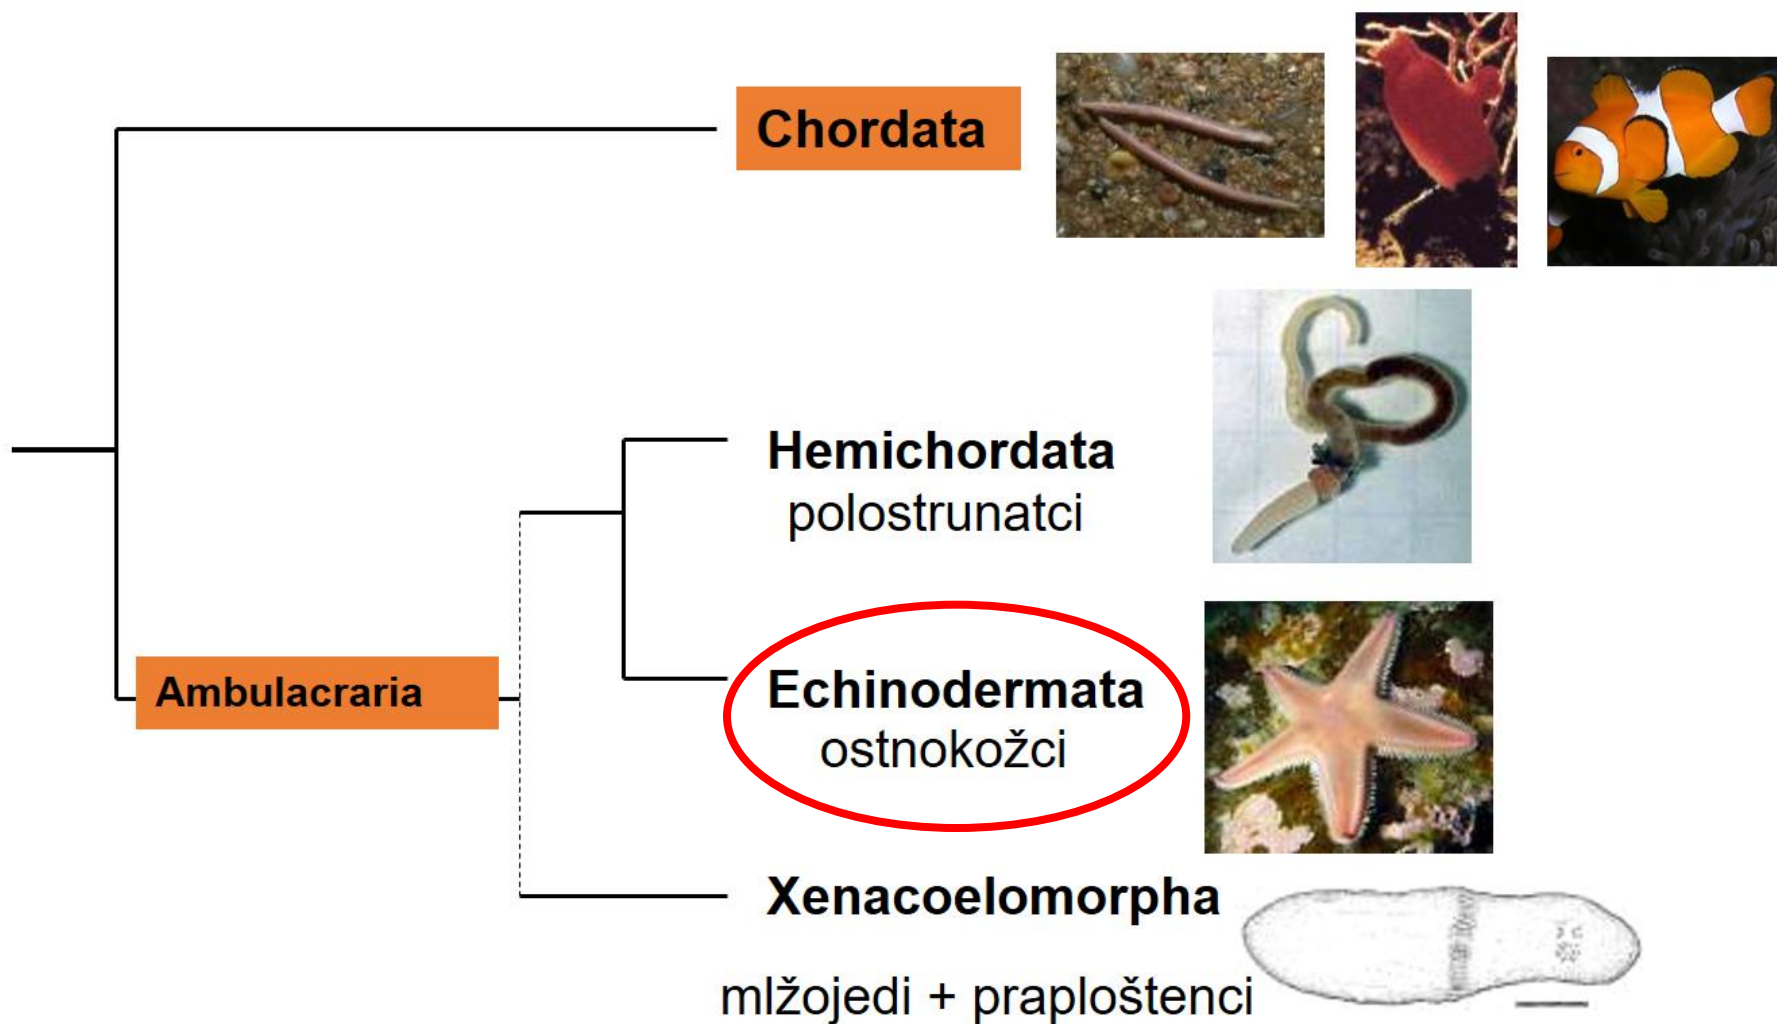 Chordata
Hemichordata
polostrunatci
Ambulacraria
Echinodermata
ostnokožci
Xenacoelomorpha
mlžojedi + praploštenci